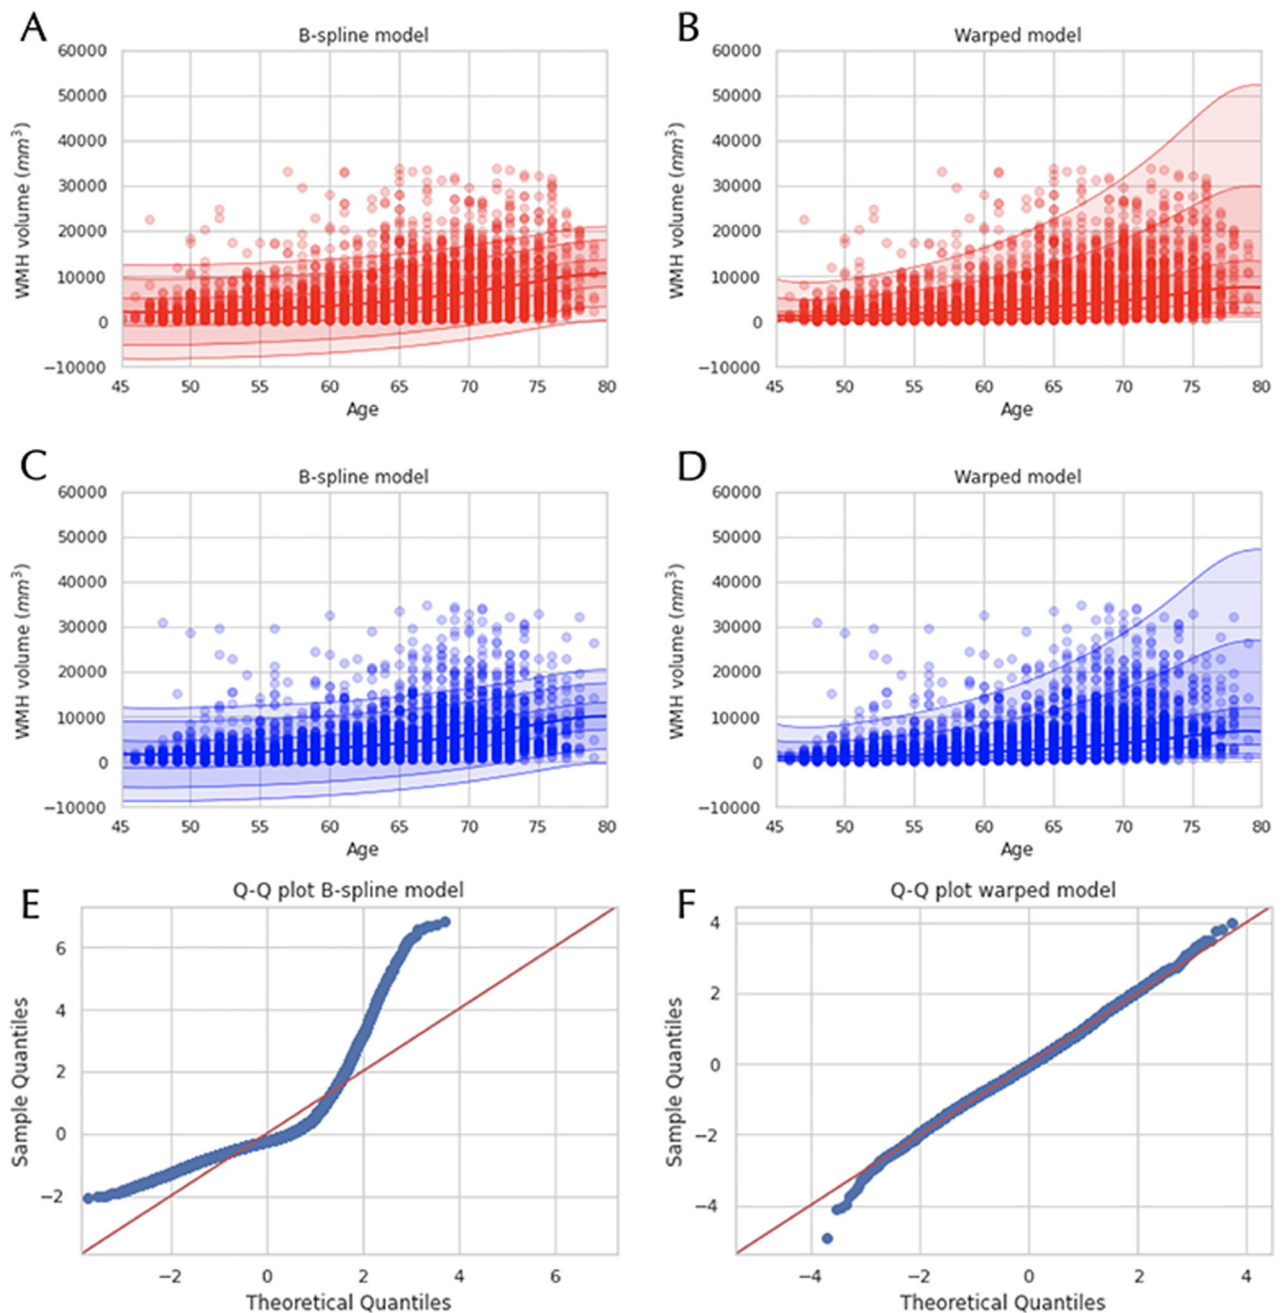 A
B-spline model
60000
50000
40000
30000
20000
10000
0
−10000
WMH volume (mm³)
45 50 55 60 65 70 75 80
Age
B
Warped model
60000
50000
40000
30000
20000
10000
0
−10000
WMH volume (mm³)
45 50 55 60 65 70 75 80
Age
C
B-spline model
60000
50000
40000
30000
20000
10000
0
−10000
WMH volume (mm³)
45 50 55 60 65 70 75 80
Age
D
Warped model
60000
50000
40000
30000
20000
10000
0
−10000
WMH volume (mm³)
45 50 55 60 65 70 75 80
Age
E
Q-Q plot B-spline model
6
4
2
0
−2
Sample Quantiles
−2 0 2 4 6
Theoretical Quantiles
F
Q-Q plot warped model
4
2
0
−2
−4
Sample Quantiles
−4 −2 0 2 4
Theoretical Quantiles